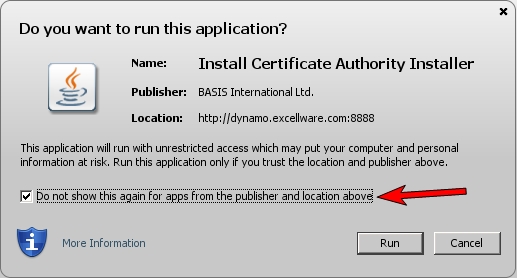 Do you want to run this application?
Name: Install Certificate Authority Installer
Publisher: BASIS International Ltd.
Location: http://dynamo.excellware.com:8888
This application will run with unrestricted access which may put your computer and personal
information at risk. Run this application only if you trust the location and publisher above.
Do not show this again for apps from the publisher and location above
More Information
Run
Cancel